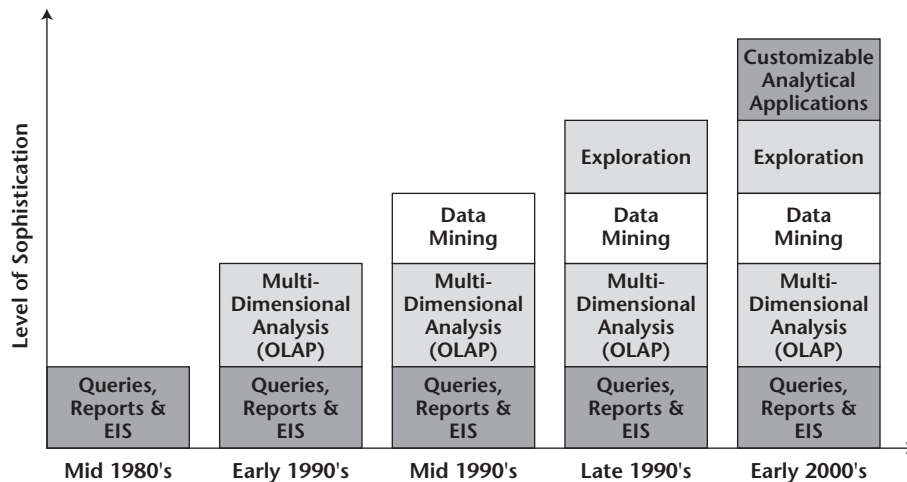 Level of Sophistication
Queries,
Reports &
EIS
Mid 1980's
Multi-
Dimensional
Analysis
(OLAP)
Queries,
Reports &
EIS
Early 1990's
Data
Mining
Multi-
Dimensional
Analysis
(OLAP)
Queries,
Reports &
EIS
Mid 1990's
Exploration
Data
Mining
Multi-
Dimensional
Analysis
(OLAP)
Queries,
Reports &
EIS
Late 1990's
Customizable
Analytical
Applications
Exploration
Data
Mining
Multi-
Dimensional
Analysis
(OLAP)
Queries,
Reports &
EIS
Early 2000's